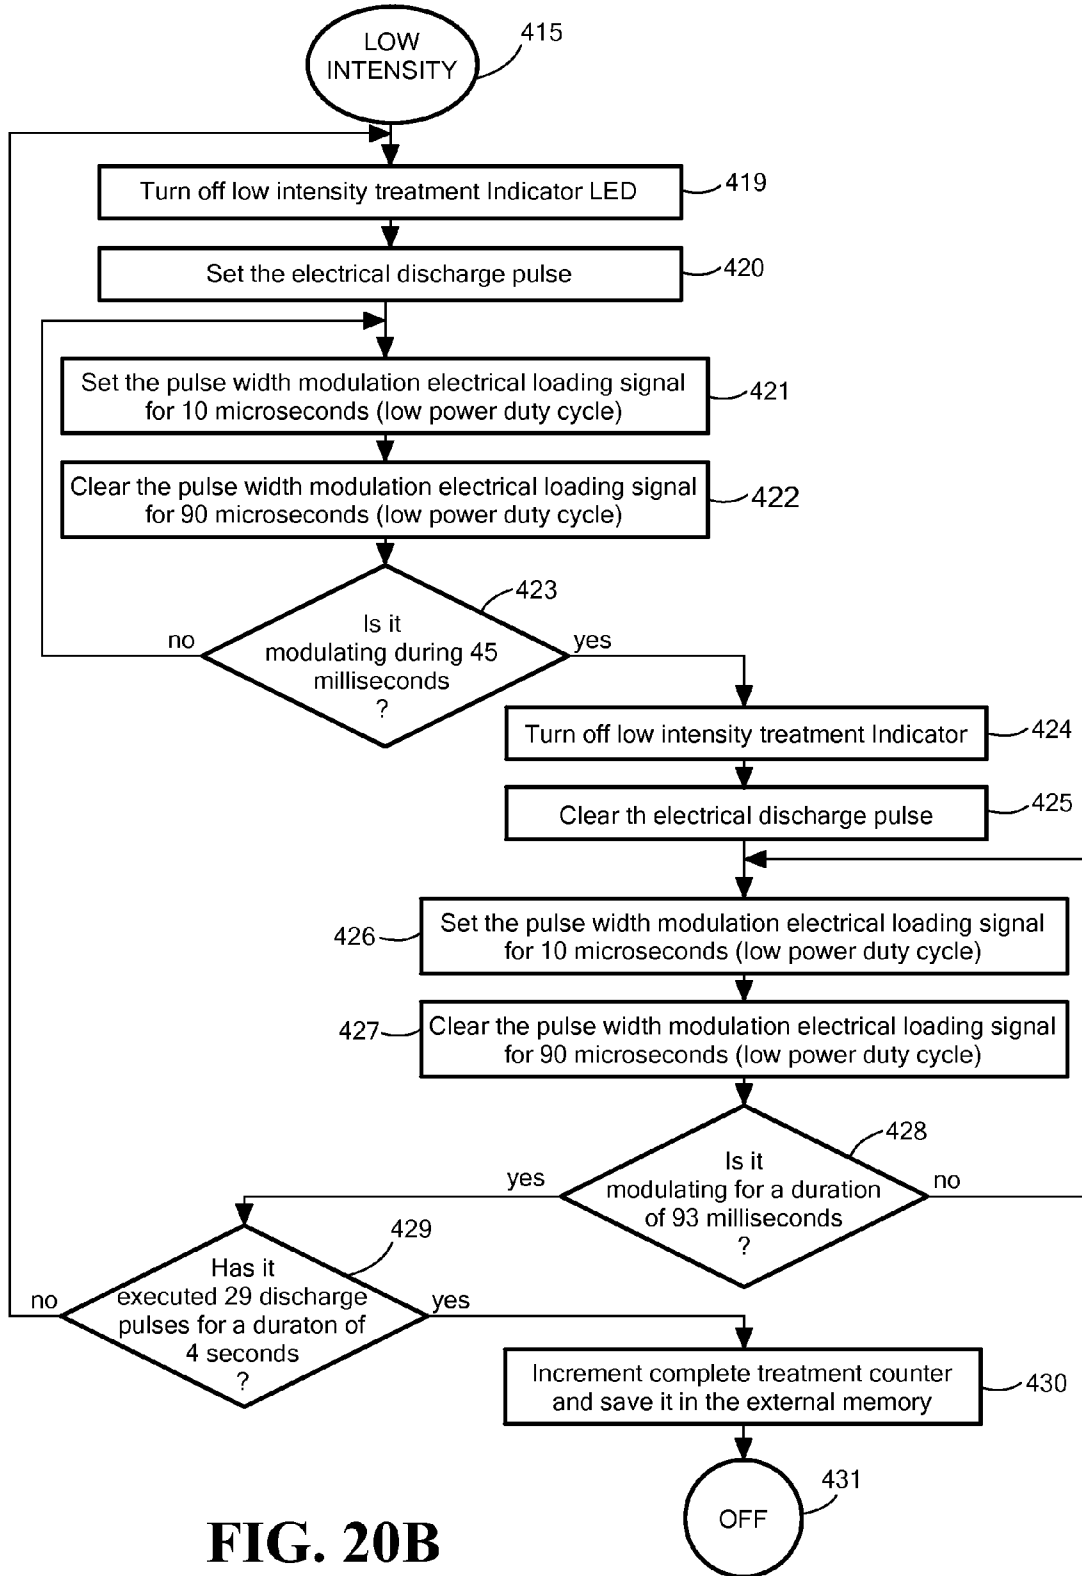 LOW
INTENSITY
415
Turn off low intensity treatment Indicator LED
419
Set the electrical discharge pulse
420
Set the pulse width modulation electrical loading signal
for 10 microseconds (low power duty cycle)
421
Clear the pulse width modulation electrical loading signal
for 90 microseconds (low power duty cycle)
422
423
Is it
modulating during 45
milliseconds
?
no
yes
Turn off low intensity treatment Indicator
424
Clear th electrical discharge pulse
425
426
Set the pulse width modulation electrical loading signal
for 10 microseconds (low power duty cycle)
427
Clear the pulse width modulation electrical loading signal
for 90 microseconds (low power duty cycle)
428
Is it
modulating for a duration
of 93 milliseconds
?
yes
no
429
Has it
executed 29 discharge
pulses for a duraton of
4 seconds
?
no
yes
Increment complete treatment counter
and save it in the external memory
430
OFF
431
FIG. 20B